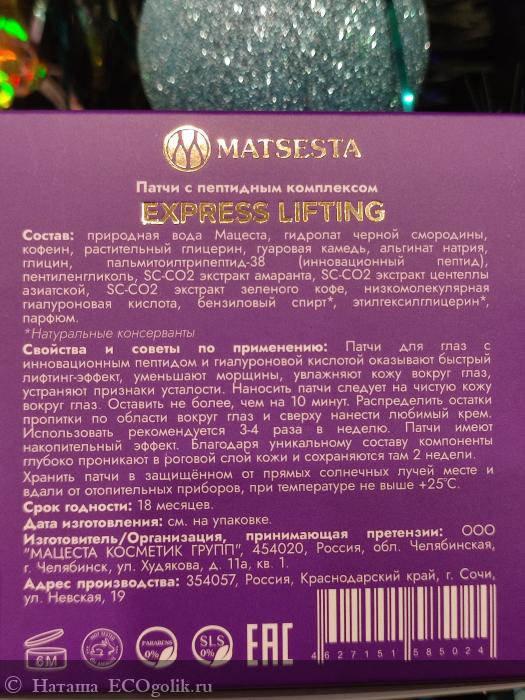 MATSESTA
Патчи с пептидным комплексом
EXPRESS LIFTING
Состав: природная вода Мацеста, гидролат черной смородины,
кофеин, растительный глицерин, гуаровая камедь, альгинат натрия,
глицин, пальмитоилтрипептид-38 (инновационный пептид),
пентиленгликоль, SC-CO2 экстракт амаранта, SC-CO2 экстракт центеллы
азиатской, SC-CO2 экстракт зеленого кофе, низкомолекулярная
гиалуроновая кислота, бензиловый спирт*, этилгексилглицерин*,
парфюм.
*Натуральные консерванты
Свойства и советы по применению: Патчи для глаз с
инновационным пептидом и гиалуроновой кислотой оказывают быстрый
лифтинг-эффект, уменьшают морщины, увлажняют кожу вокруг глаз,
устраняют признаки усталости. Наносить патчи следует на чистую кожу
вокруг глаз. Оставить не более, чем на 10 минут. Распределить остатки
пропитки по области вокруг глаз и сверху нанести любимый крем.
Использовать рекомендуется 3-4 раза в неделю. Патчи имеют
накопительный эффект. Благодаря уникальному составу компоненты
глубоко проникают в роговой слой кожи и сохраняются там 2 недели.
Хранить патчи в защищённом от прямых солнечных лучей месте и
вдали от отопительных приборов, при температуре не выше +25°С.
Срок годности: 18 месяцев.
Дата изготовления: см. на упаковке.
Изготовитель/Организация, принимающая претензии: ООО
"МАЦЕСТА КОСМЕТИК ГРУПП", 454020, Россия, обл. Челябинская,
г. Челябинск, ул. Худякова, д. 11а, кв. 1.
Адрес производства: 354057, Россия, Краснодарский край, г. Сочи,
ул. Невская, 19
6M
PARABENS
0%
SLS
0%
EAC
4 627151 585024
© Наташа ECOgolik.ru